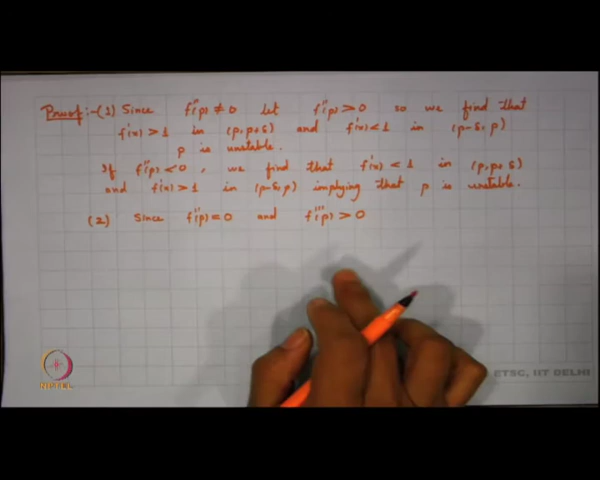 Proof :- (1) Since f''(p) ≠ 0 let f''(p) > 0 so we find that
f'(x) > 1 in (p, p+δ) and f'(x) < 1 in (p-δ, p)
p is unstable.
If f''(p) < 0, we find that f'(x) < 1 in (p, p+δ)
and f'(x) > 1 in (p-δ, p) implying that p is unstable.
(2) Since f''(p) = 0 and f'''(p) > 0
NPTEL
ETSC, IIT DELHI